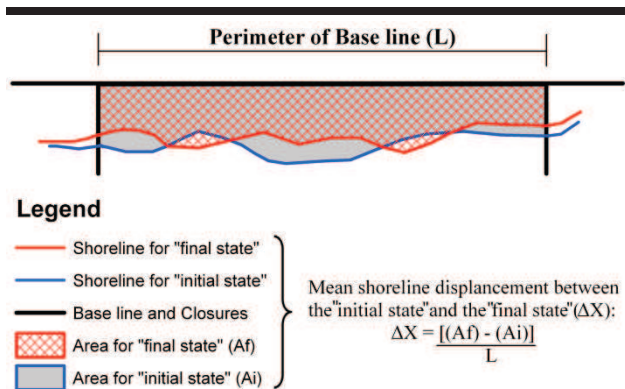 Perimeter of Base line (L)
Legend
Shoreline for "final state"
Shoreline for "initial state"
Base line and Closures
Area for "final state" (Af)
Area for "initial state" (Ai)
Mean shoreline displancement between
the"initial state"and the"final state"(ΔX):
ΔX = [(Af) - (Ai)]
L